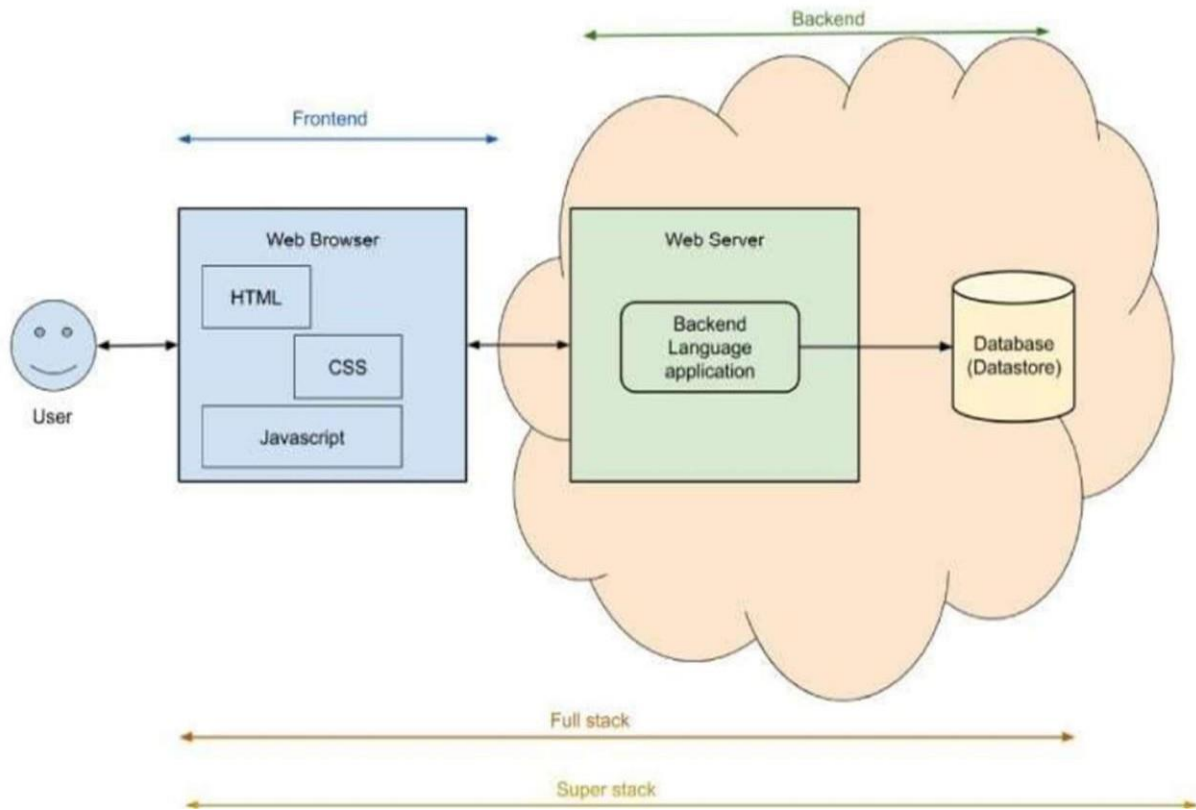 Backend
Frontend
Web Browser
HTML
CSS
Javascript
User
Web Server
Backend
Language
application
Database
(Datastore)
Full stack
Super stack